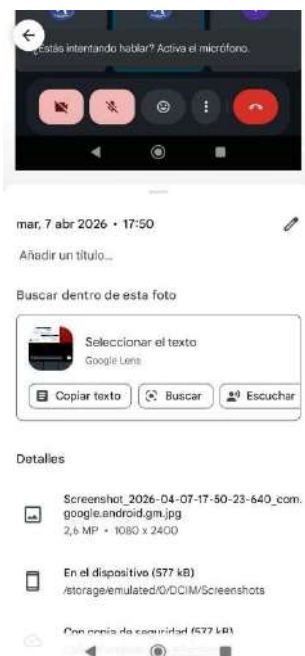 ¿Estás intentando hablar? Activa el micrófono.
mar, 7 abr 2026 • 17:50
Añadir un título...
Buscar dentro de esta foto
Seleccionar el texto
Google Lens
Copiar texto
Buscar
Escuchar
Detalles
Screenshot_2026-04-07-17-50-23-640_com.
google.android.gm.jpg
2,6 MP • 1080 x 2400
En el dispositivo (577 kB)
/storage/emulated/0/DCIM/Screenshots
Con copia de seguridad (577 kB)